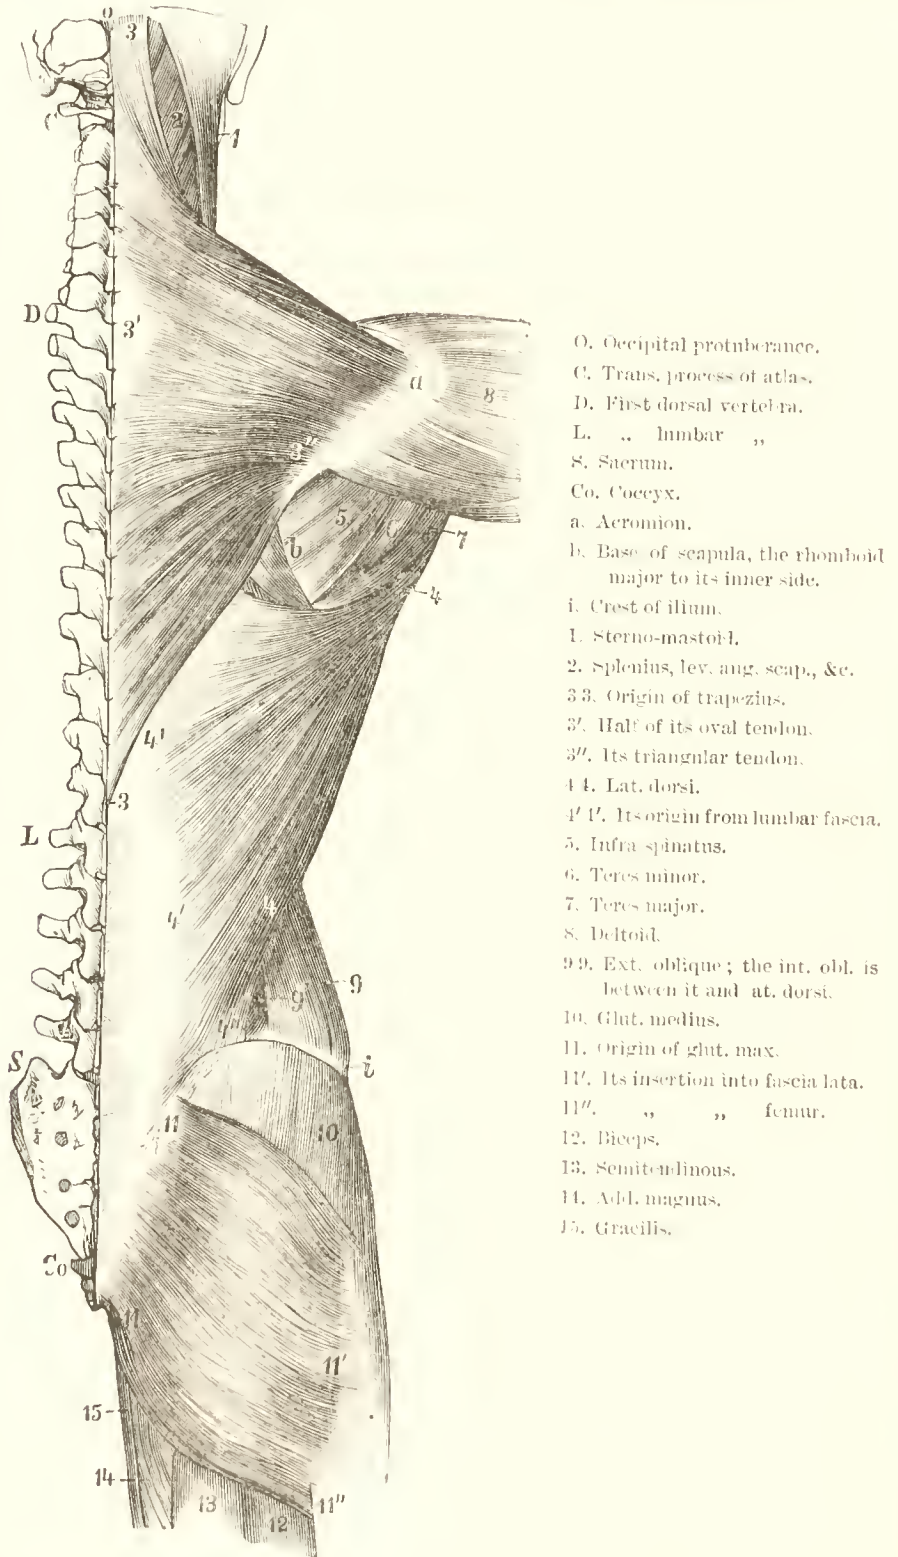 O
3
2
1
C
D
3'
a
8
3"
5
6
b
7
4
4'
3
L
4'
4
9
9
4"
S
i
11
10
Co
11
11'
15
14
13
12
11"
O. Occipital protuberance.
C. Trans. process of atlas.
D. First dorsal vertebra.
L. „ lumbar „
S. Sacrum.
Co. Coccyx.
a. Acromion.
b. Base of scapula, the rhomboid
major to its inner side.
i. Crest of ilium.
1. Sterno-mastoid.
2. Splenius, lev. ang. scap., &c.
3 3. Origin of trapezius.
3'. Half of its oval tendon.
3". Its triangular tendon.
4 4. Lat. dorsi.
4' 4'. Its origin from lumbar fascia.
5. Infra spinatus.
6. Teres minor.
7. Teres major.
8. Deltoid.
9 9. Ext. oblique; the int. obl. is
between it and at. dorsi.
10. Glut. medius.
11. Origin of glut. max.
11'. Its insertion into fascia lata.
11". „ „ femur.
12. Biceps.
13. Semitendinous.
14. Add. magnus.
15. Gracilis.